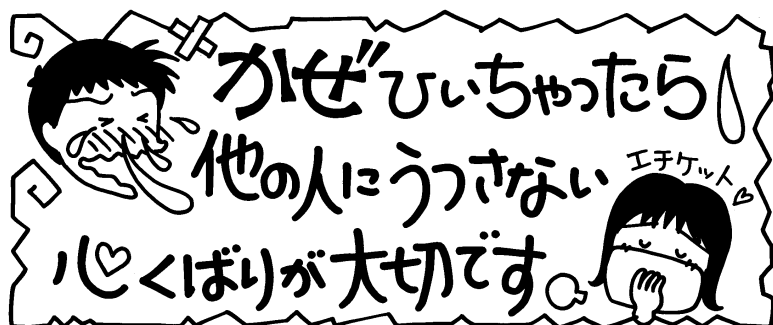 かぜひいちゃったら
他の人にうつさない
エチケット
心くばりが大切です。